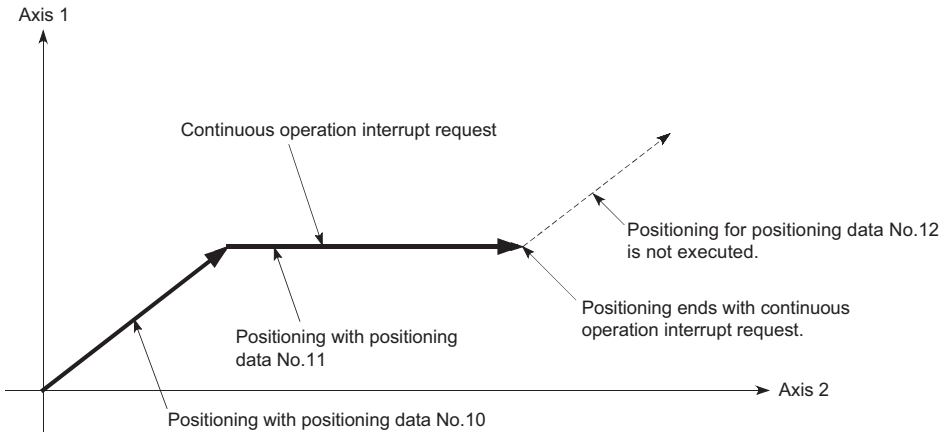 Axis 1
Continuous operation interrupt request
Positioning for positioning data No.12
is not executed.
Positioning ends with continuous
operation interrupt request.
Positioning with positioning
data No.11
Axis 2
Positioning with positioning data No.10